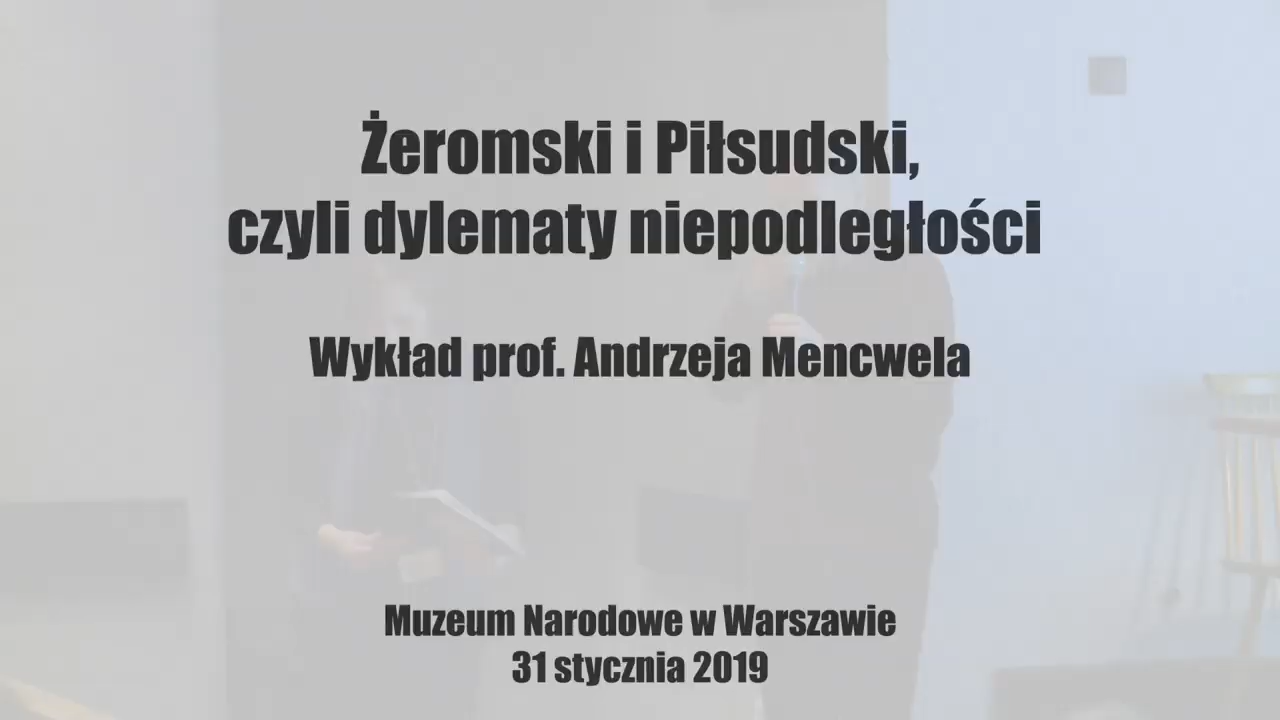 Żeromski i Piłsudski,
czyli dylematy niepodległości
Wykład prof. Andrzeja Mencwela
Muzeum Narodowe w Warszawie
31 stycznia 2019